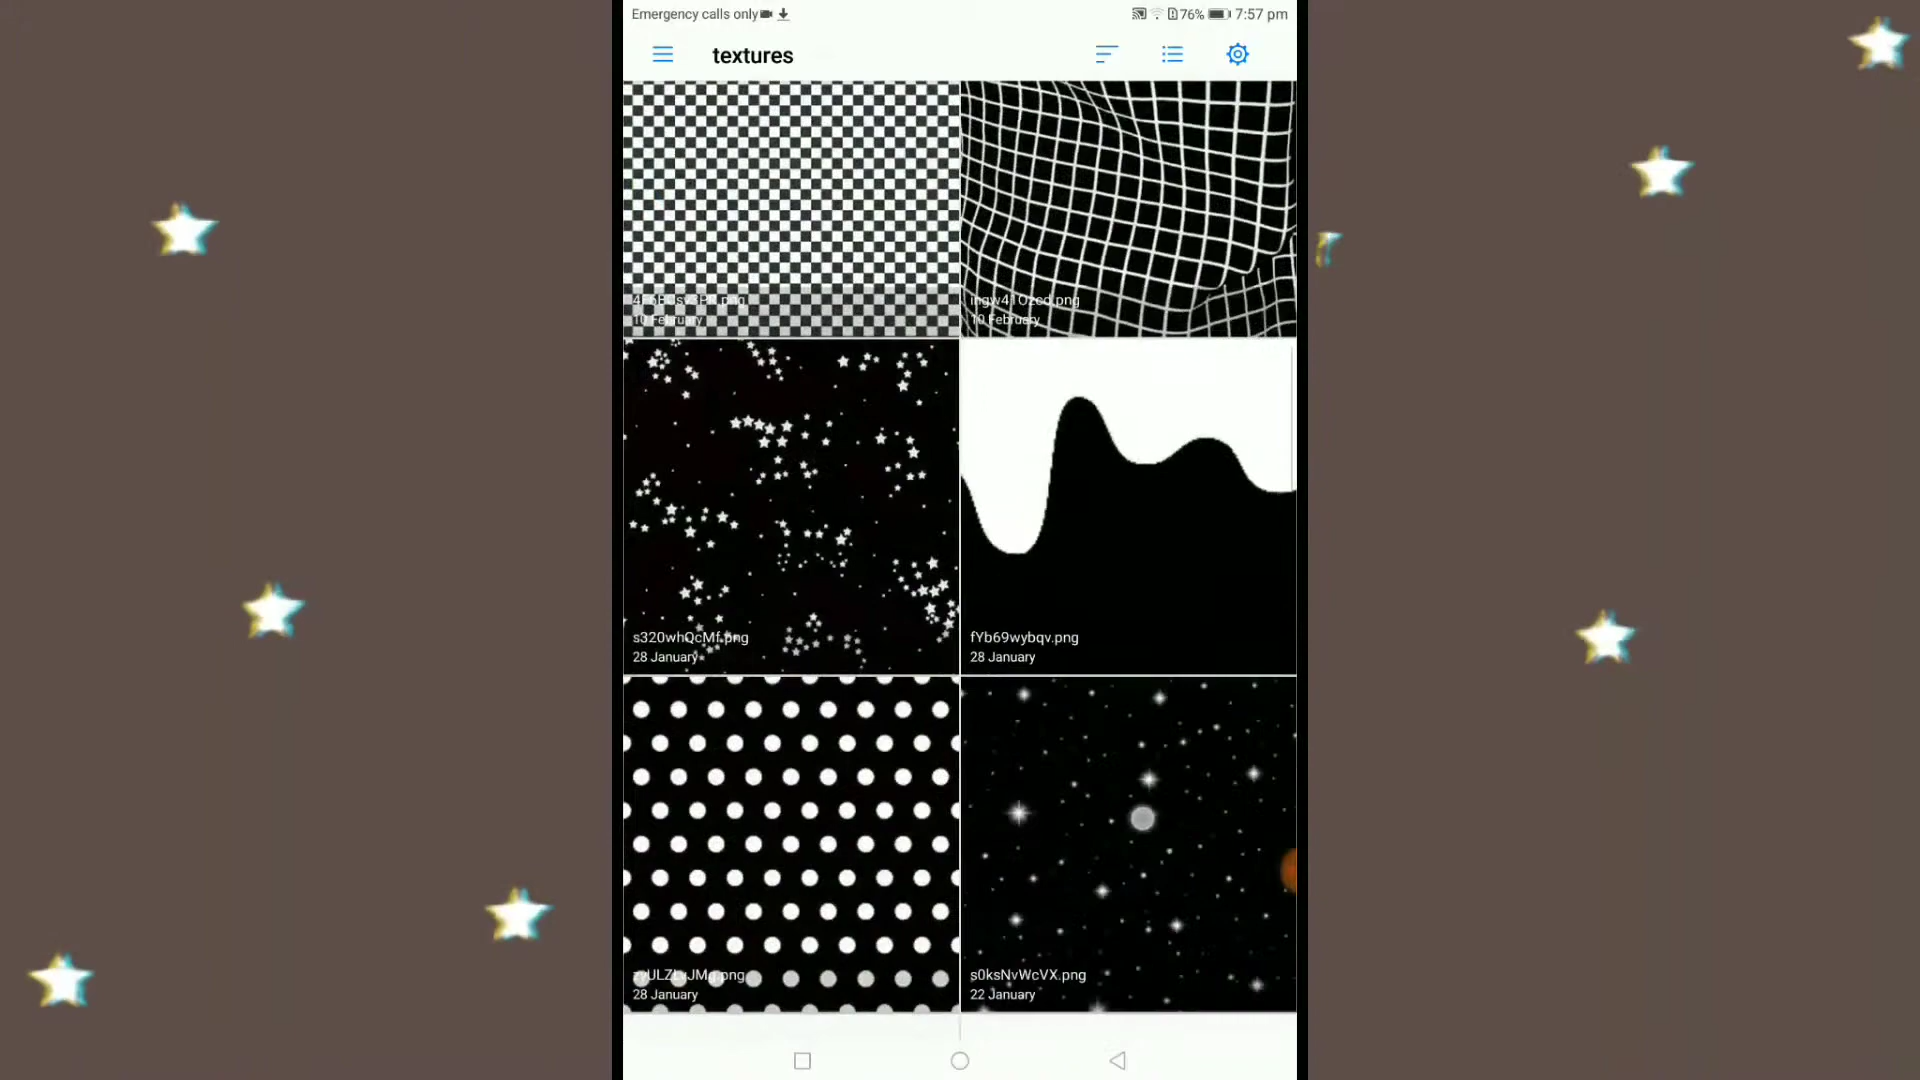 Emergency calls only 76% 7:57 pm
textures
10 February
10 February
s320whQcMf.png
28 January
fYb69wybqv.png
28 January
28 January
s0ksNvWcVX.png
22 January